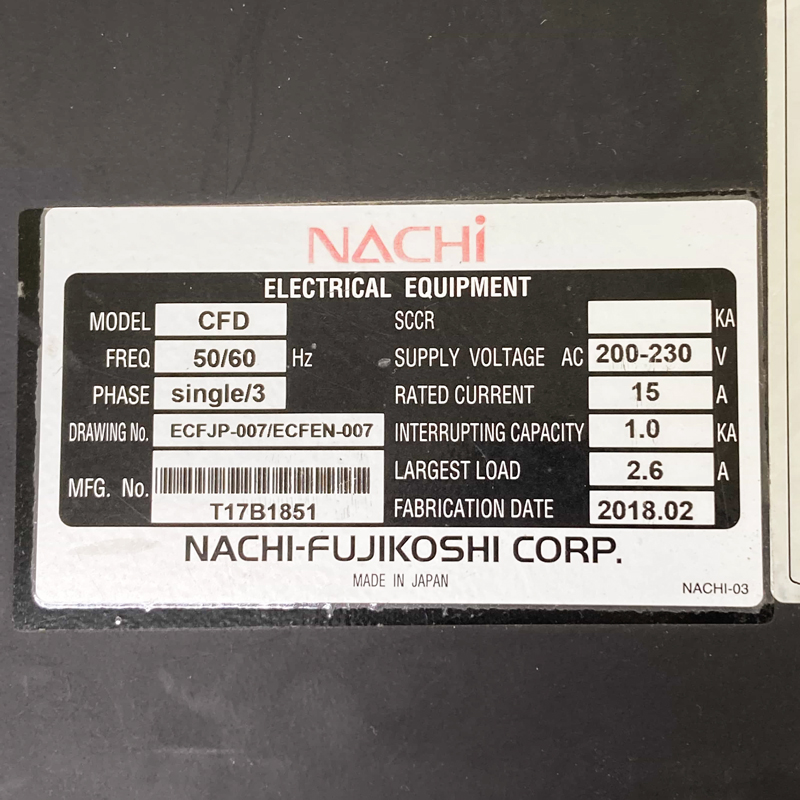 NACHi
ELECTRICAL EQUIPMENT
MODEL CFD SCCR KA
FREQ 50/60 Hz SUPPLY VOLTAGE AC 200-230 V
PHASE single/3 RATED CURRENT 15 A
DRAWING No. ECFJP-007/ECFEN-007 INTERRUPTING CAPACITY 1.0 KA
MFG. No. T17B1851 LARGEST LOAD 2.6 A
FABRICATION DATE 2018.02
NACHI-FUJIKOSHI CORP.
MADE IN JAPAN
NACHI-03